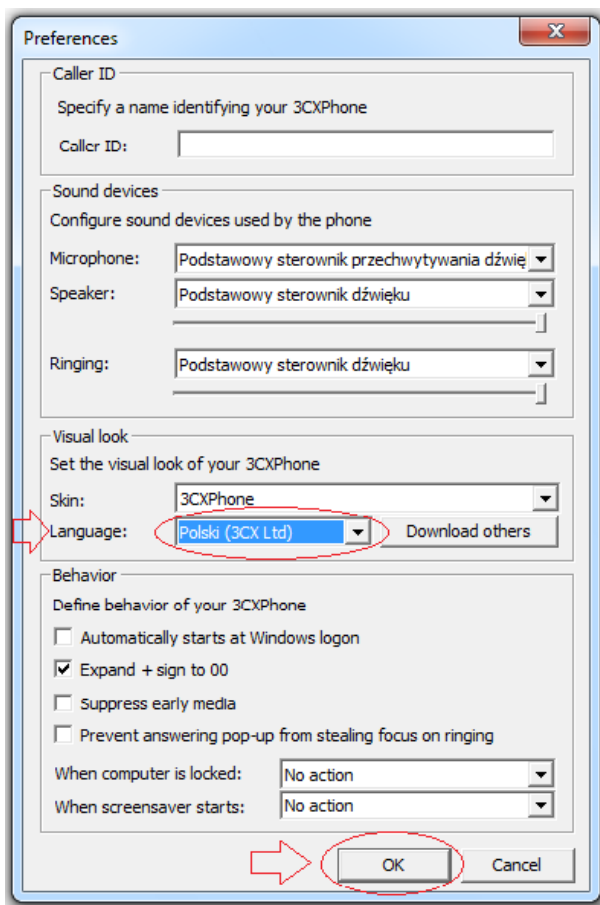 Preferences
Caller ID
Specify a name identifying your 3CXPhone
Caller ID:
Sound devices
Configure sound devices used by the phone
Microphone: Podstawowy sterownik przechwytywania dźwię
Speaker: Podstawowy sterownik dźwięku
Ringing: Podstawowy sterownik dźwięku
Visual look
Set the visual look of your 3CXPhone
Skin: 3CXPhone
Language: Polski (3CX Ltd) Download others
Behavior
Define behavior of your 3CXPhone
Automatically starts at Windows logon
Expand + sign to 00
Suppress early media
Prevent answering pop-up from stealing focus on ringing
When computer is locked: No action
When screensaver starts: No action
OK Cancel